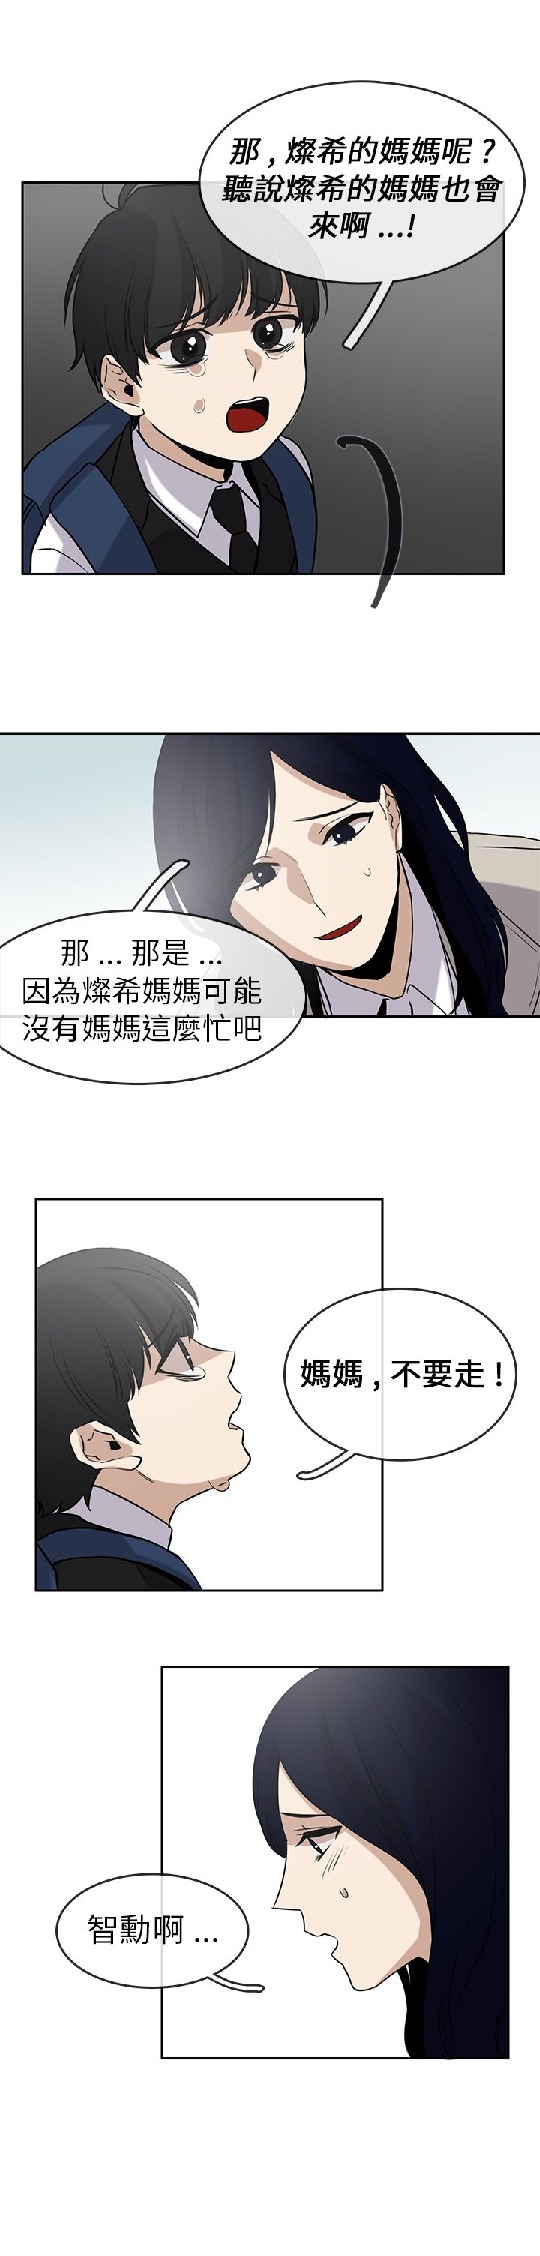 那，燦希的媽媽呢？
聽說燦希的媽媽也會
來啊 ...!
那 ... 那是 ...
因為燦希媽媽可能
沒有媽媽這麼忙吧
媽媽，不要走！
智勳啊 ...